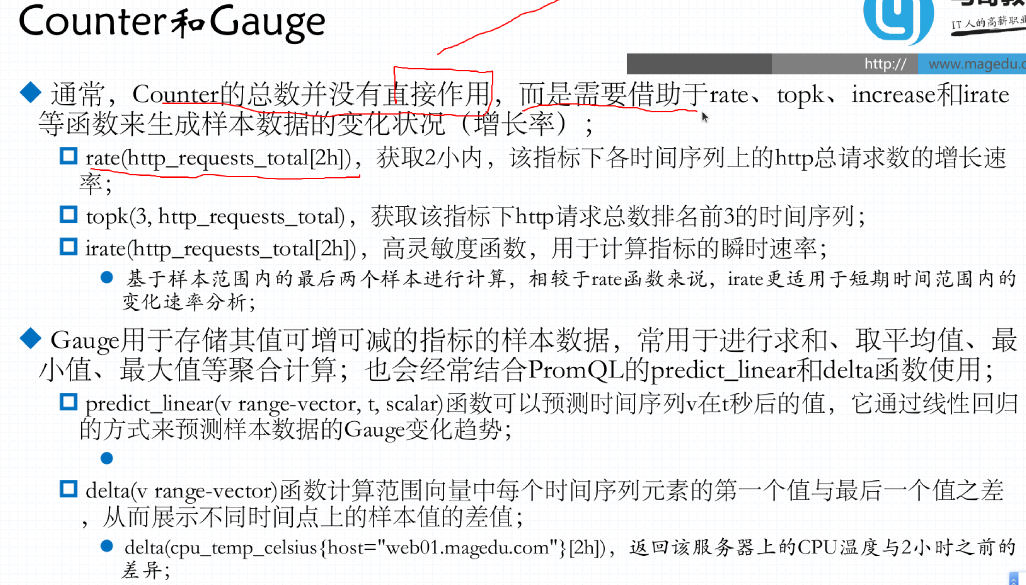 Counter和Gauge
IT人的高薪职业
http://
www.magedu.c
通常，Counter的总数并没有直接作用，而是需要借助于rate、topk、increase和irate
等函数来生成样本数据的变化状况（增长率）；
rate(http_requests_total[2h])，获取2小内，该指标下各时间序列上的http总请求数的增长速
率；
topk(3, http_requests_total)，获取该指标下http请求总数排名前3的时间序列；
irate(http_requests_total[2h])，高灵敏度函数，用于计算指标的瞬时速率；
基于样本范围内的最后两个样本进行计算，相较于rate函数来说，irate更适用于短期时间范围内的
变化速率分析；
Gauge用于存储其值可增可减的指标的样本数据，常用于进行求和、取平均值、最
小值、最大值等聚合计算；也会经常结合PromQL的predict_linear和delta函数使用；
predict_linear(v range-vector, t, scalar)函数可以预测时间序列v在t秒后的值，它通过线性回归
的方式来预测样本数据的Gauge变化趋势；
delta(v range-vector)函数计算范围向量中每个时间序列元素的第一个值与最后一个值之差
，从而展示不同时间点上的样本值的差值；
delta(cpu_temp_celsius{host="web01.magedu.com"}[2h])，返回该服务器上的CPU温度与2小时之前的
差异；